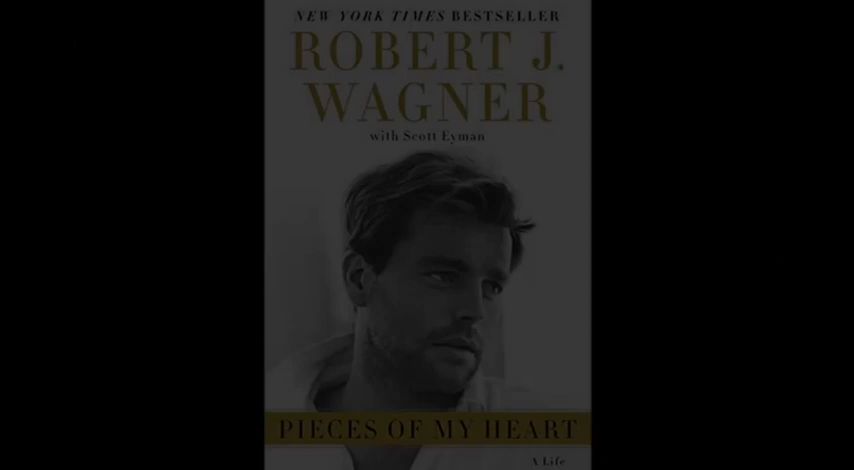 NEW YORK TIMES BESTSELLER
ROBERT J.
WAGNER
with Scott Eyman
PIECES OF MY HEART
A Life